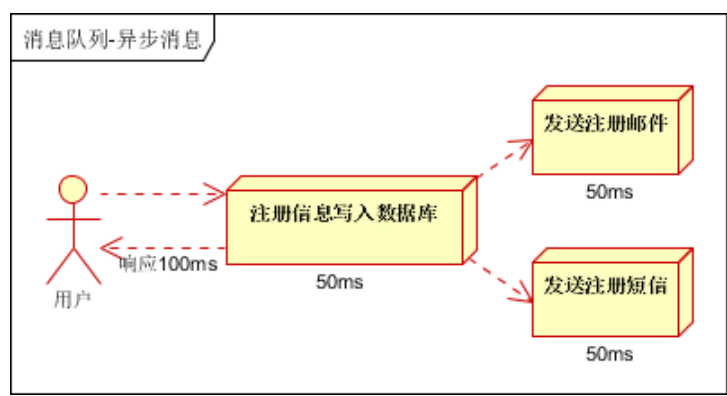 消息队列-异步消息
发送注册邮件
50ms
注册信息写入数据库
响应100ms
50ms
用户
发送注册短信
50ms